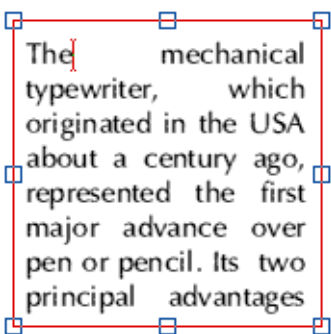 The mechanical
typewriter, which
originated in the USA
about a century ago,
represented the first
major advance over
pen or pencil. Its two
principal advantages